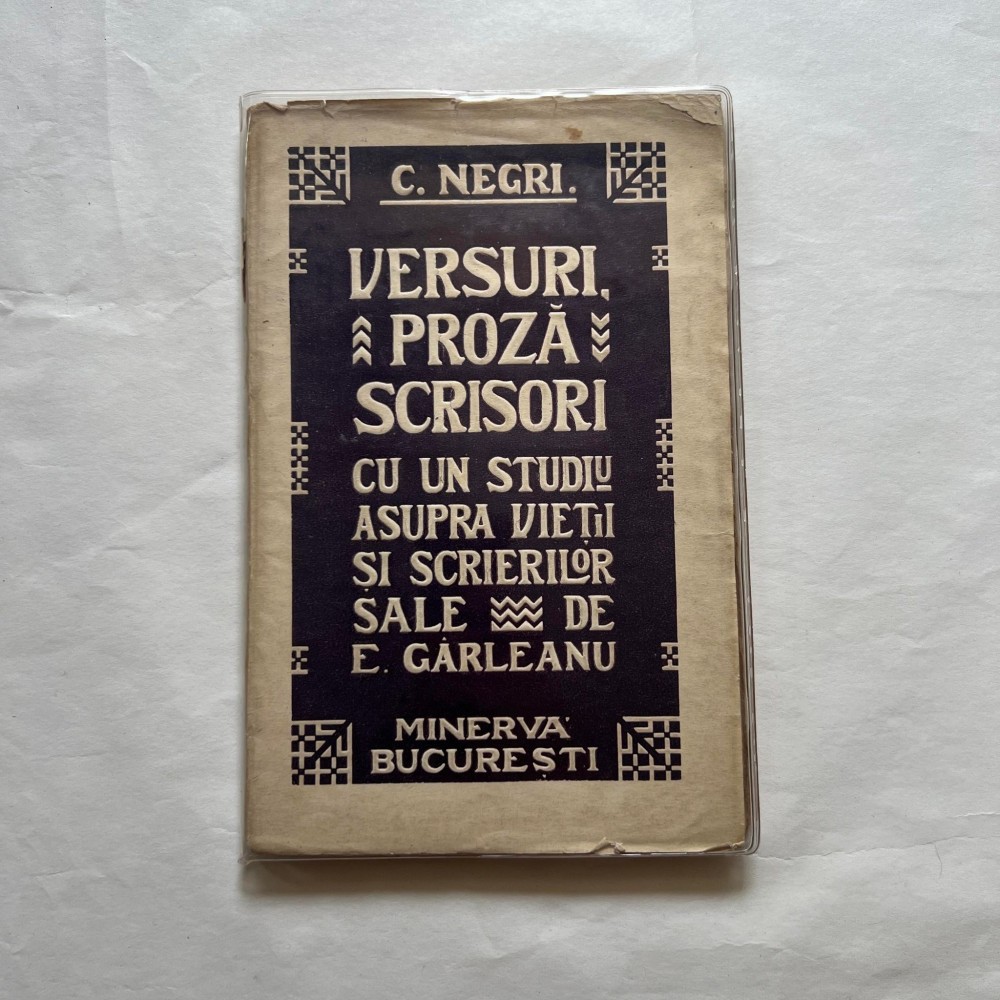 C. NEGRI.
VERSURI,
PROZĂ
SCRISORI
CU UN STUDIU
ASUPRA VIEȚII
ȘI SCRIERILOR
SALE DE
E. GÂRLEANU
MINERVA
BUCUREȘTI